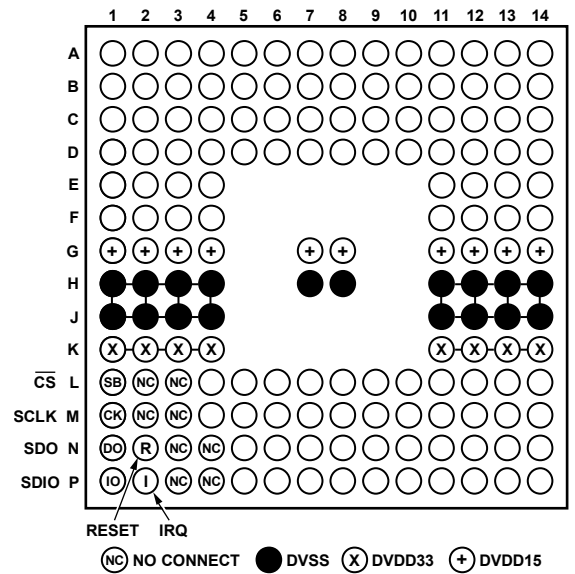 1 2 3 4 5 6 7 8 9 10 11 12 13 14
A
B
C
D
E
F
G + + + + + + + + + +
H
J
K X X X X X X X X
CS L SB NC NC
SCLK M CK NC NC
SDO N DO R NC NC
SDIO P IO I NC NC
RESET IRQ
NC NO CONNECT DVSS X DVDD33 + DVDD15